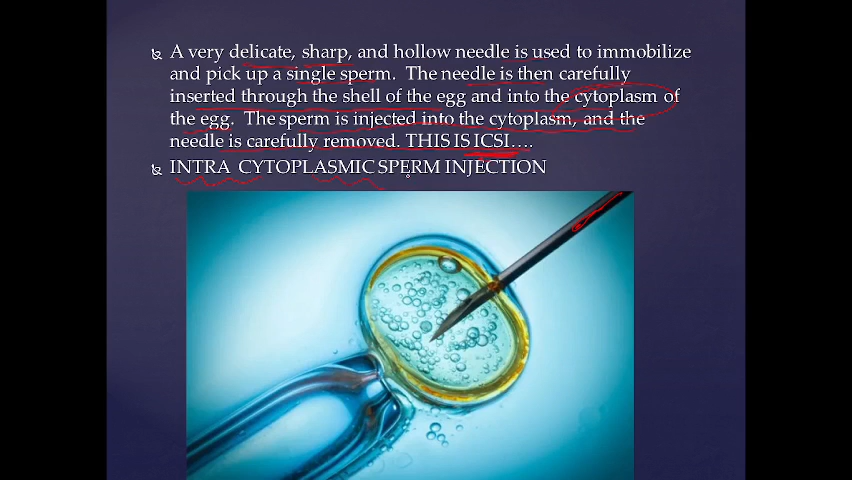 A very delicate, sharp, and hollow needle is used to immobilize
and pick up a single sperm. The needle is then carefully
inserted through the shell of the egg and into the cytoplasm of
the egg. The sperm is injected into the cytoplasm, and the
needle is carefully removed. THIS IS ICSI....
INTRA CYTOPLASMIC SPERM INJECTION